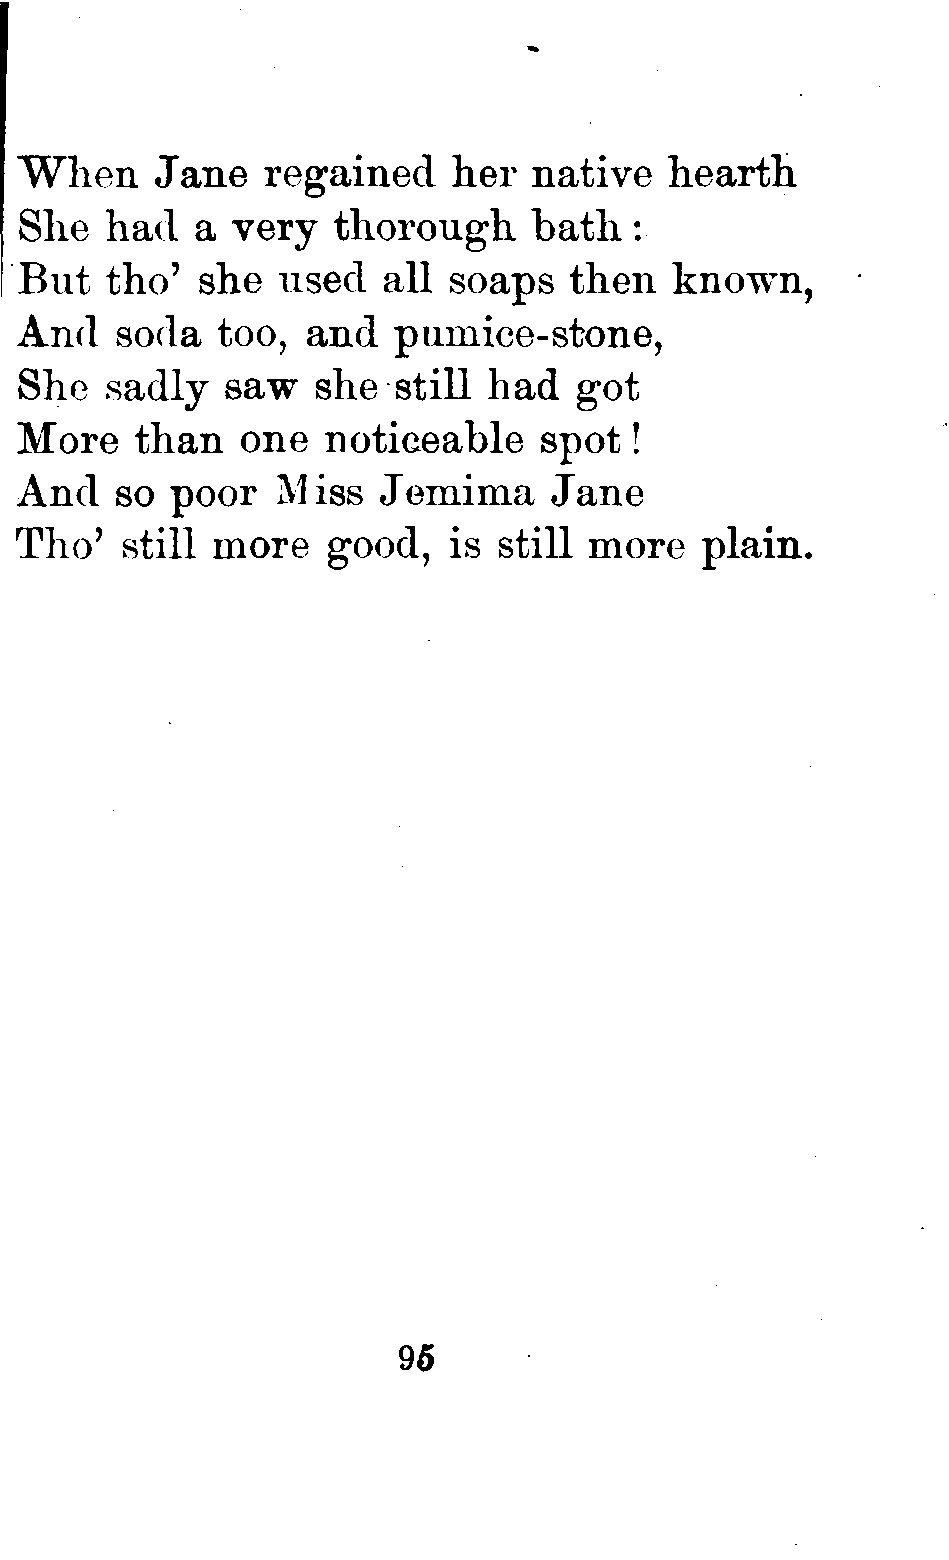 When Jane regained her native hearth
She had a very thorough bath :
But tho' she used all soaps then known,
And soda too, and pumice-stone,
She sadly saw she still had got
More than one noticeable spot !
And so poor Miss Jemima Jane
Tho' still more good, is still more plain.
95